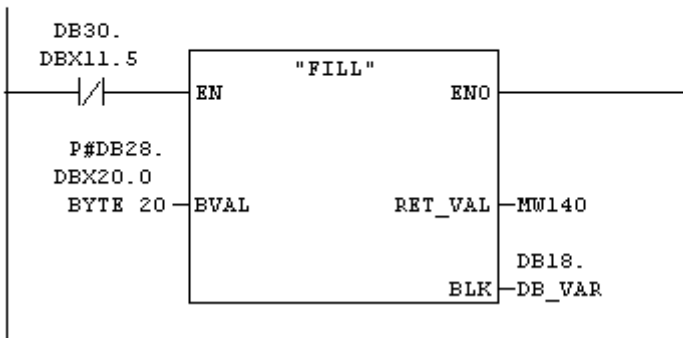 DB30.
DBX11.5
"FILL"
EN
ENO
P#DB28.
DBX20.0
BYTE 20
BVAL
RET_VAL
MW140
DB18.
BLK
DB_VAR